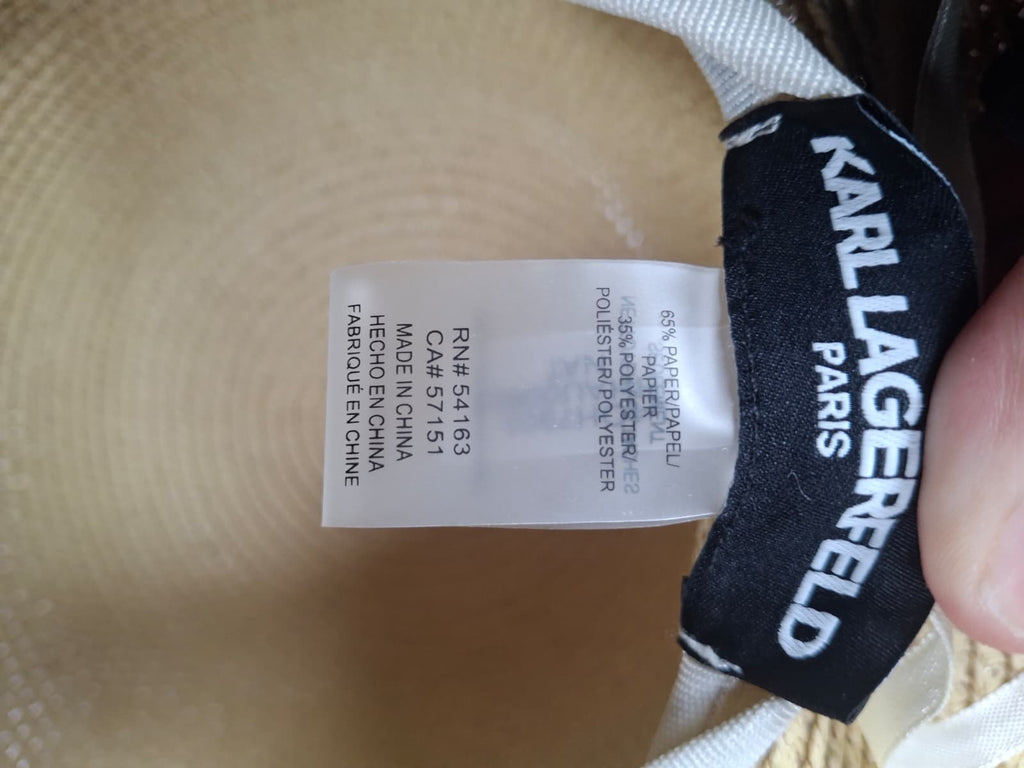 KARL LAGERFELD
PARIS
65% PAPER/PAPEL/
PAPIER
35% POLYESTER/
POLIÉSTER/POLYESTER
RN# 54163
CA# 57151
MADE IN CHINA
HECHO EN CHINA
FABRIQUÉ EN CHINE